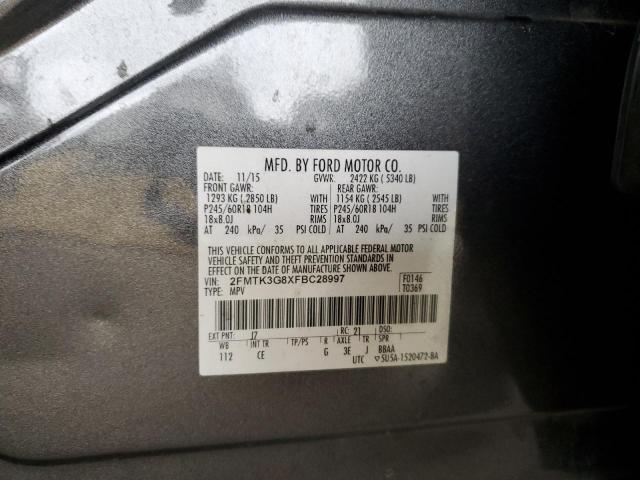 MFD. BY FORD MOTOR CO.
DATE: 11/15 GVWR: 2422 KG ( 5340 LB)
FRONT GAWR: REAR GAWR:
1293 KG ( 2850 LB) WITH 1154 KG ( 2545 LB) WITH
P245/60R18 104H TIRES P245/60R18 104H TIRES
18x8.0J RIMS 18x8.0J RIMS
AT 240 kPa/ 35 PSI COLD AT 240 kPa/ 35 PSI COLD
THIS VEHICLE CONFORMS TO ALL APPLICABLE FEDERAL MOTOR
VEHICLE SAFETY AND THEFT PREVENTION STANDARDS IN
EFFECT ON THE DATE OF MANUFACTURE SHOWN ABOVE.
VIN: 2FMTK3G8XFBC28997 F0146
TYPE: MPV T0369
EXT PNT: J7 RC: 21 DSO:
WB INT TR TP/PS R AXLE TR SPR
112 CE G 3E J BBAA
UTC 5U5A-1520472-BA